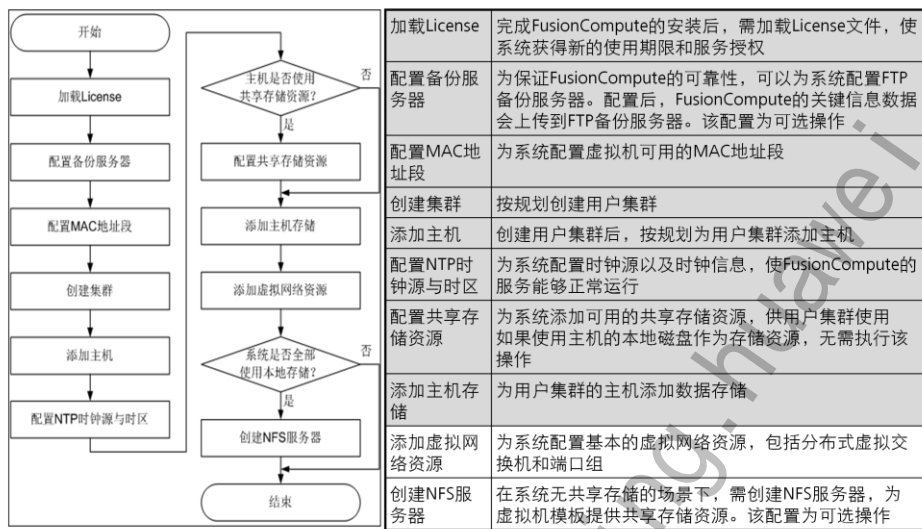 开始
加载License
配置备份服务器
配置MAC地址段
创建集群
添加主机
配置NTP时钟源与时区
主机是否使用
共享存储资源？
否
是
配置共享存储资源
添加主机存储
添加虚拟网络资源
系统是否全部
使用本地存储？
否
是
创建NFS服务器
结束
加载License
完成FusionCompute的安装后，需加载License文件，使
系统获得新的使用期限和服务授权
配置备份服
务器
为保证FusionCompute的可靠性，可以为系统配置FTP
备份服务器。配置后，FusionCompute的关键信息数据
会上传到FTP备份服务器。该配置为可选操作
配置MAC地
址段
为系统配置虚拟机可用的MAC地址段
创建集群
按规划创建用户集群
添加主机
创建用户集群后，按规划为用户集群添加主机
配置NTP时
钟源与时区
为系统配置时钟源以及时钟信息，使FusionCompute的
服务能够正常运行
配置共享存
储资源
为系统添加可用的共享存储资源，供用户集群使用
如果使用主机的本地磁盘作为存储资源，无需执行该
操作
添加主机存
储
为用户集群的主机添加数据存储
添加虚拟网
络资源
为系统配置基本的虚拟网络资源，包括分布式虚拟交
换机和端口组
创建NFS服
务器
在系统无共享存储的场景下，需创建NFS服务器，为
虚拟机模板提供共享存储资源。该配置为可选操作
ng.huawei